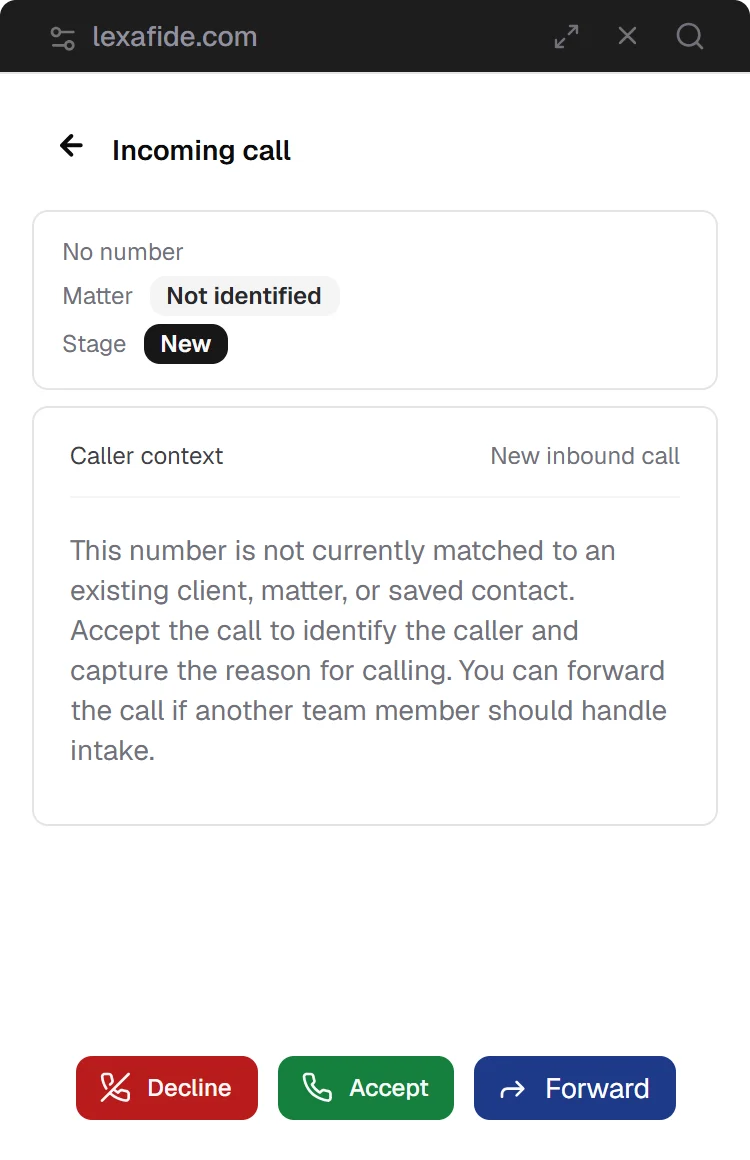 lexafide.com
Incoming call
No number
Matter Not identified
Stage New
Caller context New inbound call
This number is not currently matched to an
existing client, matter, or saved contact.
Accept the call to identify the caller and
capture the reason for calling. You can forward
the call if another team member should handle
intake.
Decline Accept Forward